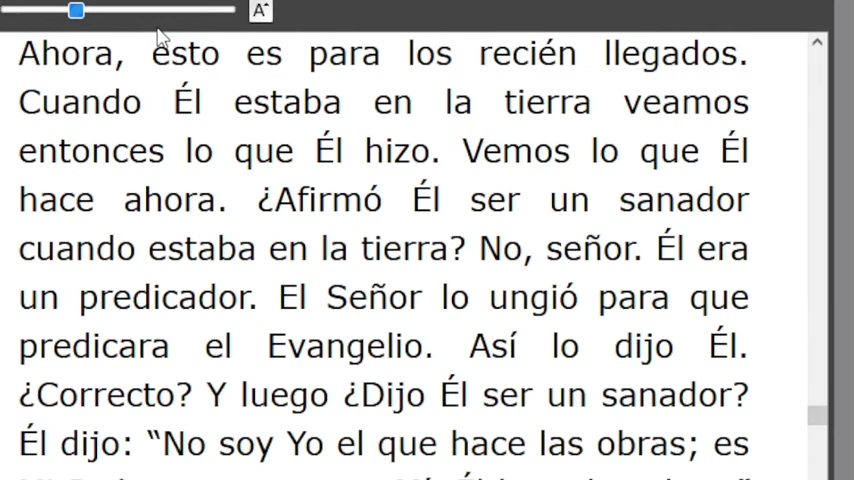 A
Ahora, esto es para los recién llegados.
Cuando Él estaba en la tierra veamos
entonces lo que Él hizo. Vemos lo que Él
hace ahora. ¿Afirmó Él ser un sanador
cuando estaba en la tierra? No, señor. Él era
un predicador. El Señor lo ungió para que
predicara el Evangelio. Así lo dijo Él.
¿Correcto? Y luego ¿Dijo Él ser un sanador?
Él dijo: “No soy Yo el que hace las obras; es